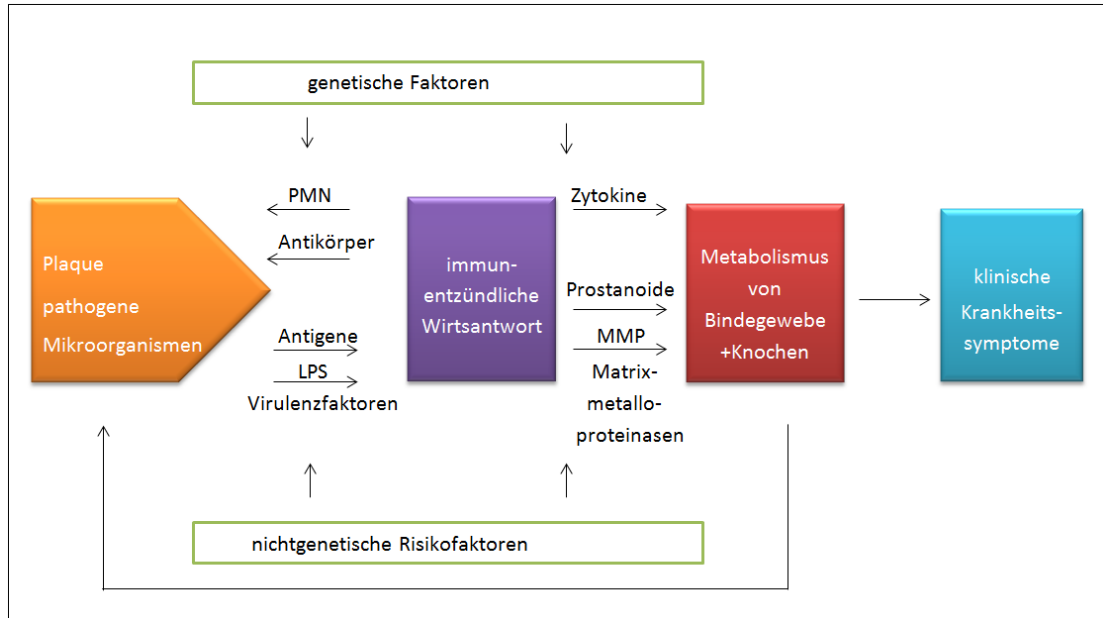 genetische Faktoren
PMN
Antikörper
Zytokine
Plaque
pathogene
Mikroorganismen
immun-
entzündliche
Wirtsantwort
Antigene
LPS
Virulenzfaktoren
Prostanoide
MMP
Matrix-
metallo-
proteinasen
Metabolismus
von
Bindegewebe
+Knochen
klinische
Krankheits-
symptome
nichtgenetische Risikofaktoren